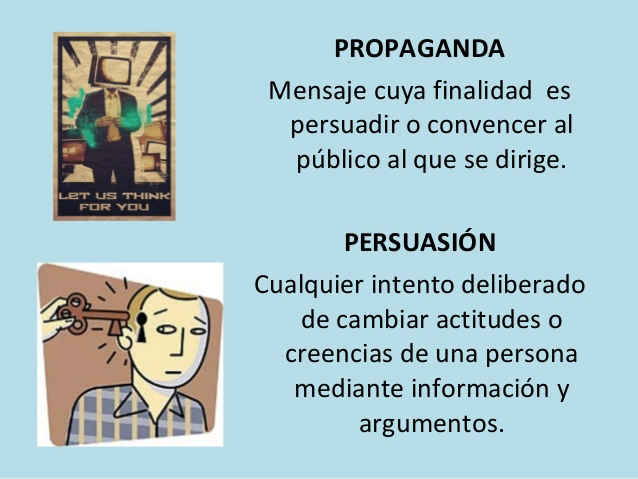 PROPAGANDA
Mensaje cuya finalidad es
persuadir o convencer al
público al que se dirige.
LET US THINK
FOR YOU
PERSUASIÓN
Cualquier intento deliberado
de cambiar actitudes o
creencias de una persona
mediante información y
argumentos.